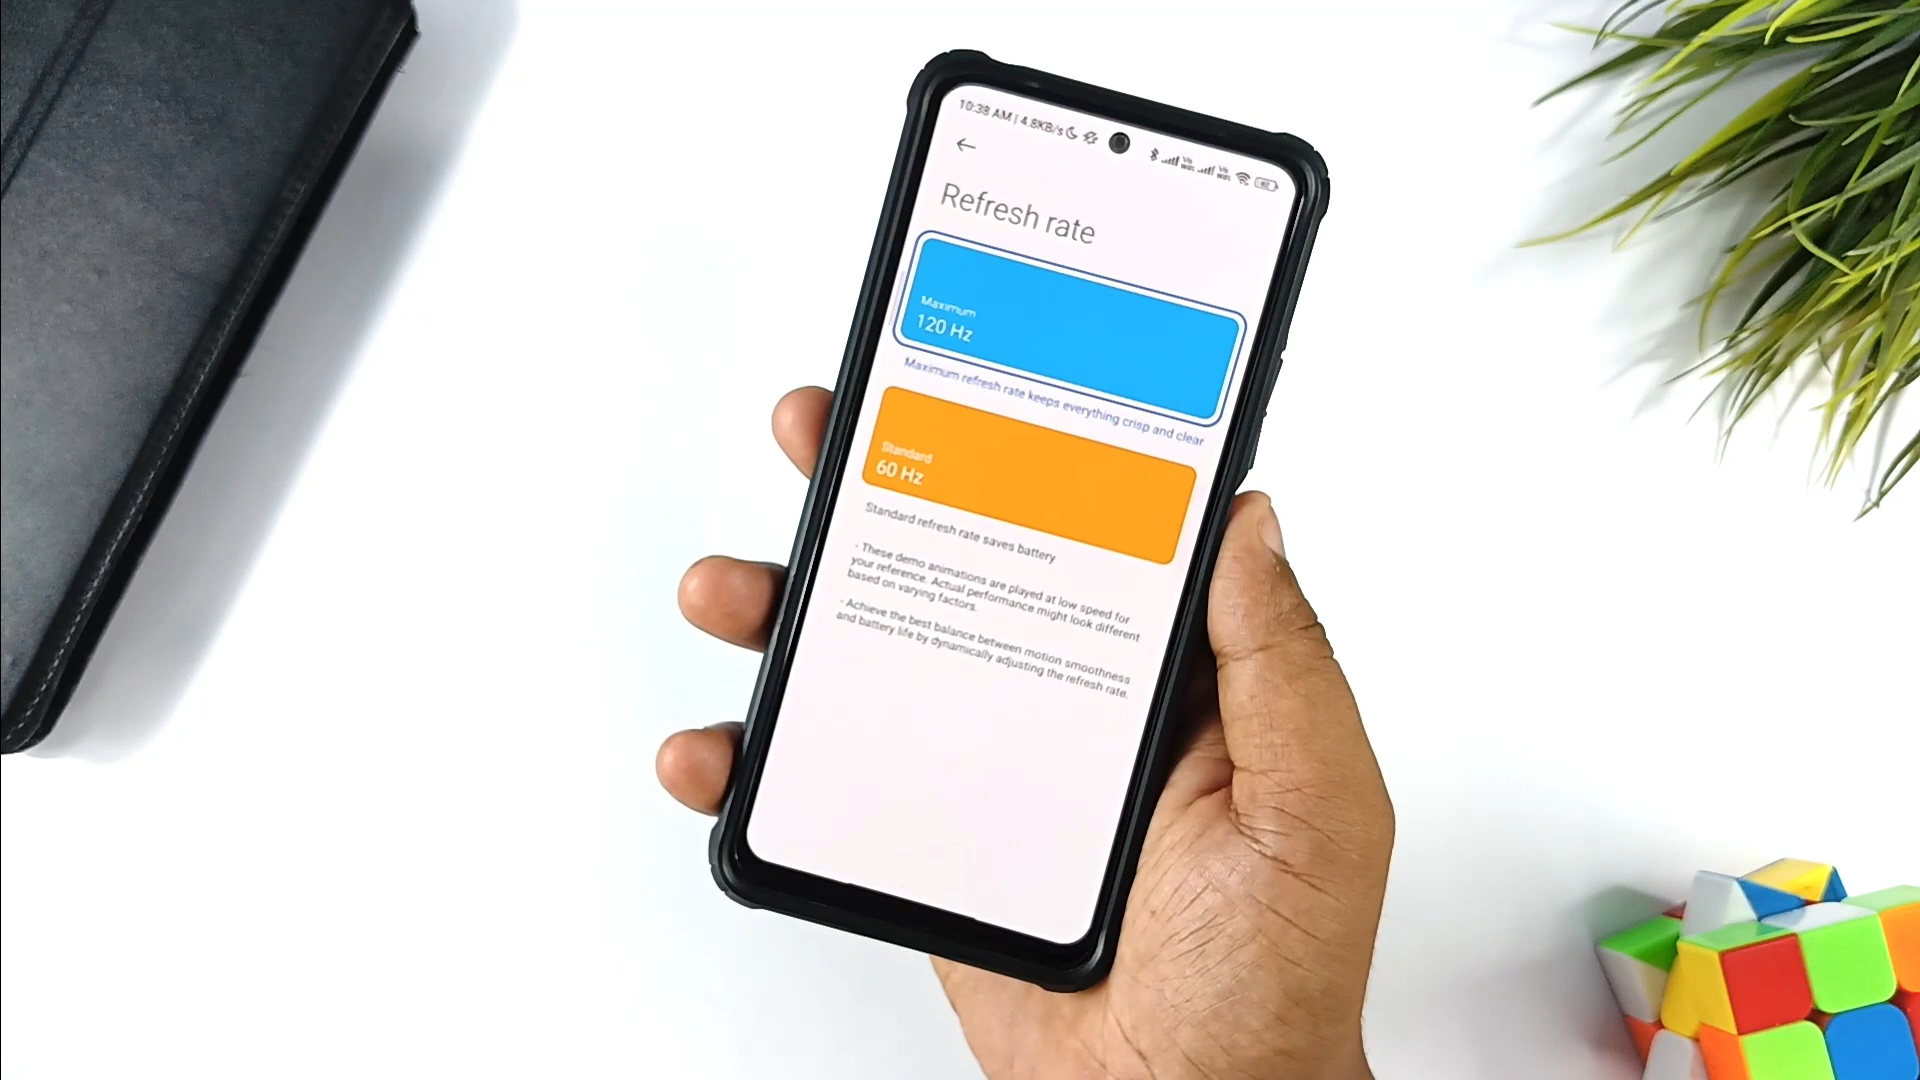 10:38 AM | 4.8KB/s
Refresh rate
Maximum
120 Hz
Maximum refresh rate keeps everything crisp and clear
Standard
60 Hz
Standard refresh rate saves battery
- These demo animations are played at low speed for
your reference. Actual performance might look different
based on varying factors.
- Achieve the best balance between motion smoothness
and battery life by dynamically adjusting the refresh rate.